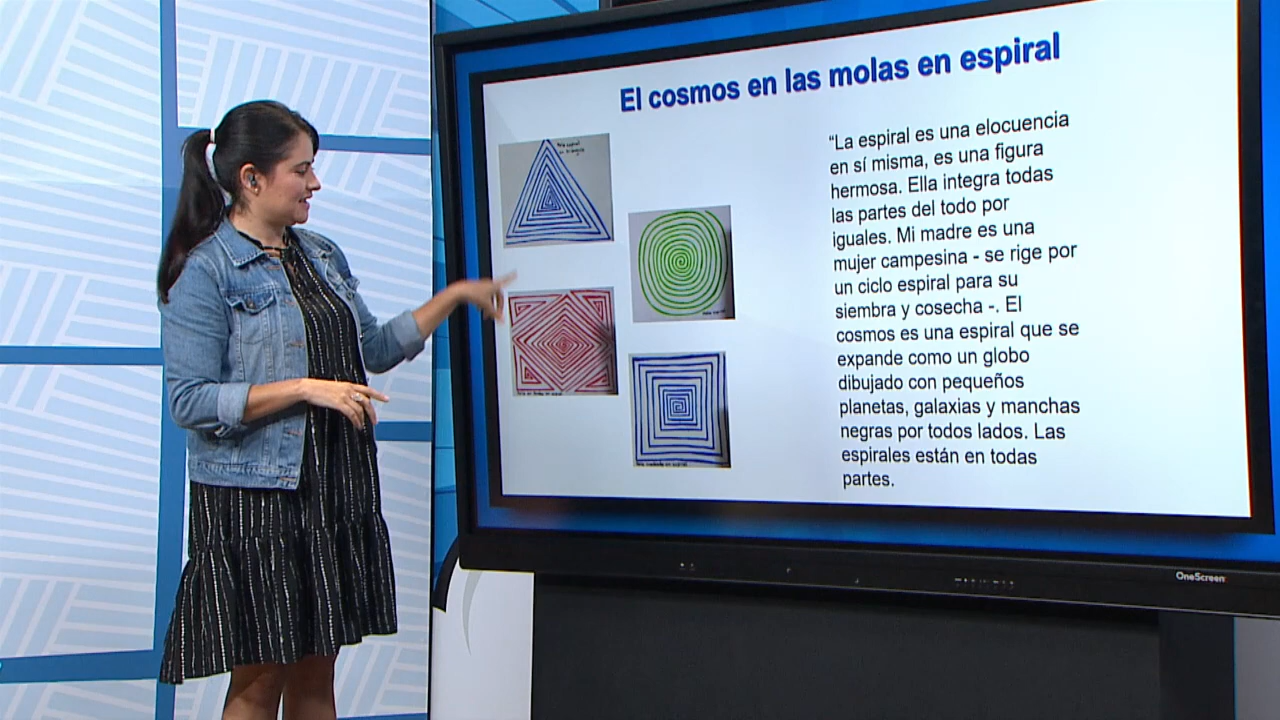 El cosmos en las molas en espiral
“La espiral es una elocuencia
en sí misma, es una figura
hermosa. Ella integra todas
las partes del todo por
iguales. Mi madre es una
mujer campesina - se rige por
un ciclo espiral para su
siembra y cosecha -. El
cosmos es una espiral que se
expande como un globo
dibujado con pequeños
planetas, galaxias y manchas
negras por todos lados. Las
espirales están en todas
partes.
OneScreen